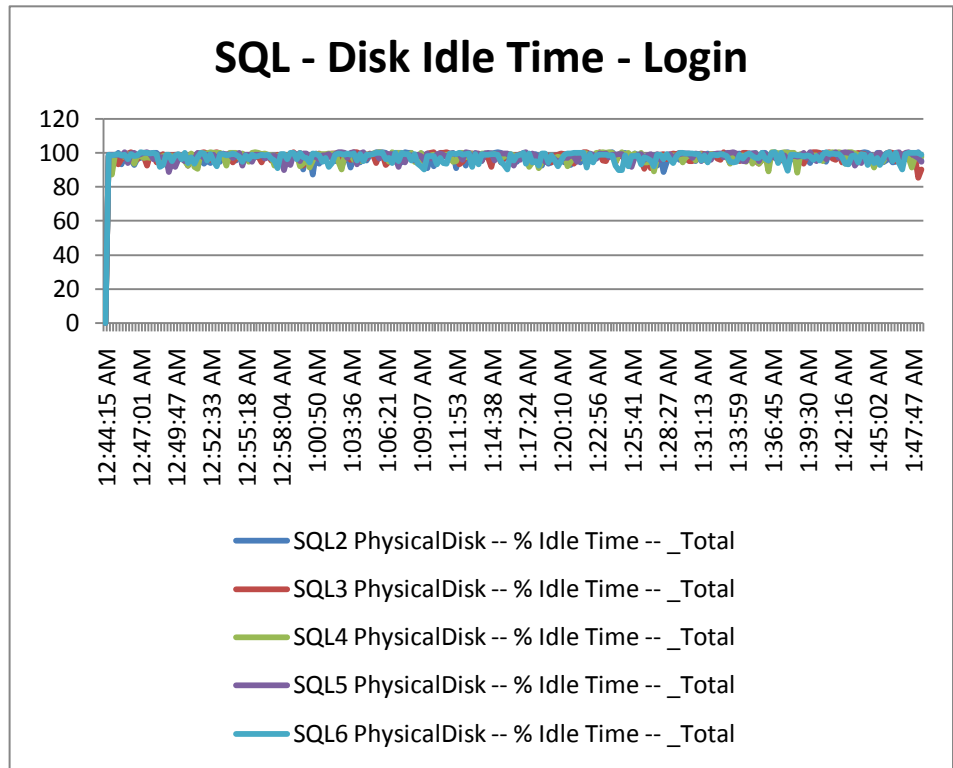 SQL - Disk Idle Time - Login
120
100
80
60
40
20
0
12:44:15 AM
12:47:01 AM
12:49:47 AM
12:52:33 AM
12:55:18 AM
12:58:04 AM
1:00:50 AM
1:03:36 AM
1:06:21 AM
1:09:07 AM
1:11:53 AM
1:14:38 AM
1:17:24 AM
1:20:10 AM
1:22:56 AM
1:25:41 AM
1:28:27 AM
1:31:13 AM
1:33:59 AM
1:36:45 AM
1:39:30 AM
1:42:16 AM
1:45:02 AM
1:47:47 AM
SQL2 PhysicalDisk -- % Idle Time -- _Total
SQL3 PhysicalDisk -- % Idle Time -- _Total
SQL4 PhysicalDisk -- % Idle Time -- _Total
SQL5 PhysicalDisk -- % Idle Time -- _Total
SQL6 PhysicalDisk -- % Idle Time -- _Total